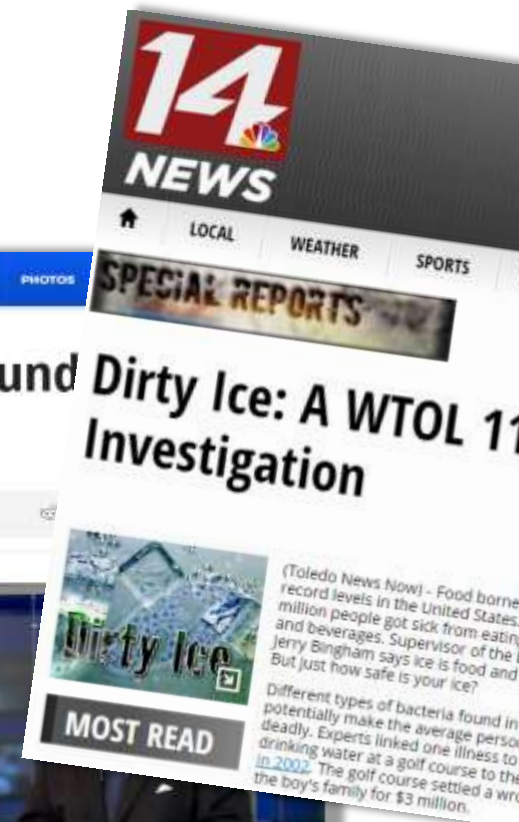 14
NEWS
LOCAL WEATHER SPORTS
PHOTOS
SPECIAL REPORTS
und
Dirty Ice: A WTOL 11
Investigation
Dirty Ice
(Toledo News Now) - Food borne
record levels in the United States.
million people got sick from eating
and beverages. Supervisor of the
Jerry Bingham says ice is food and
But just how safe is your ice?
Different types of bacteria found in
potentially make the average person
deadly. Experts linked one illness to
drinking water at a golf course to the
in 2002. The golf course settled a
the boy's family for $3 million.
MOST READ